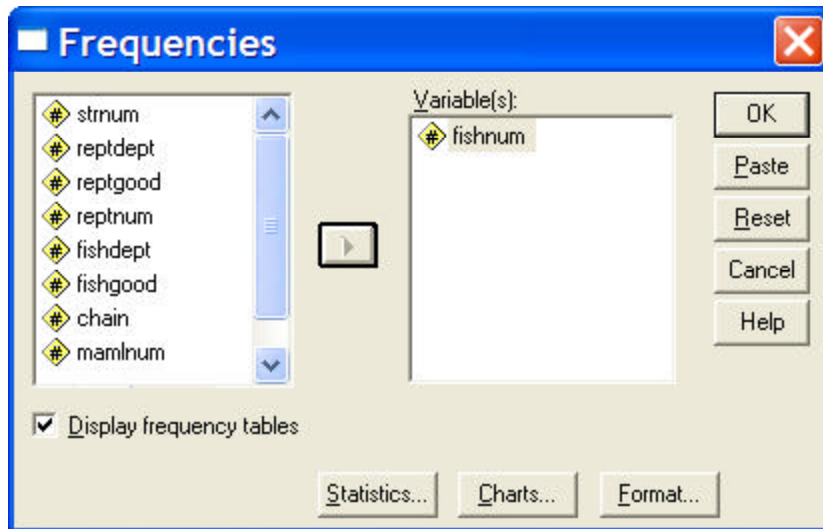 Frequencies
strnum
reptdept
reptgood
reptnum
fishdept
fishgood
chain
mamlnum
Variable(s):
fishnum
OK
Paste
Reset
Cancel
Help
Display frequency tables
Statistics...
Charts...
Format...